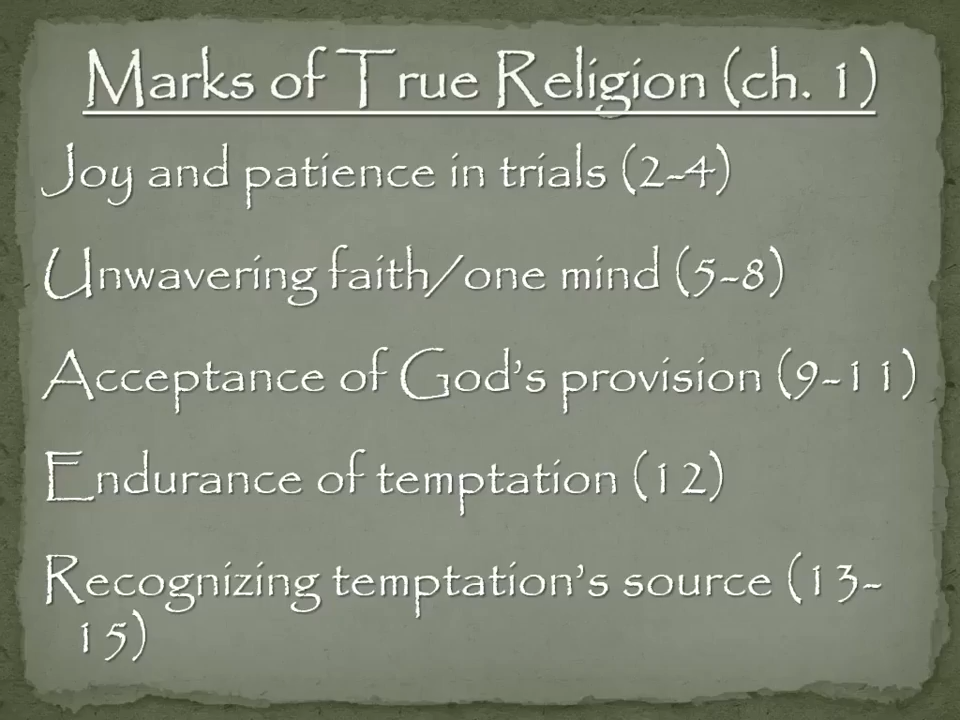 Marks of True Religion (ch. 1)
Joy and patience in trials (2-4)
Unwavering faith/one mind (5-8)
Acceptance of God’s provision (9-11)
Endurance of temptation (12)
Recognizing temptation’s source (13-
15)